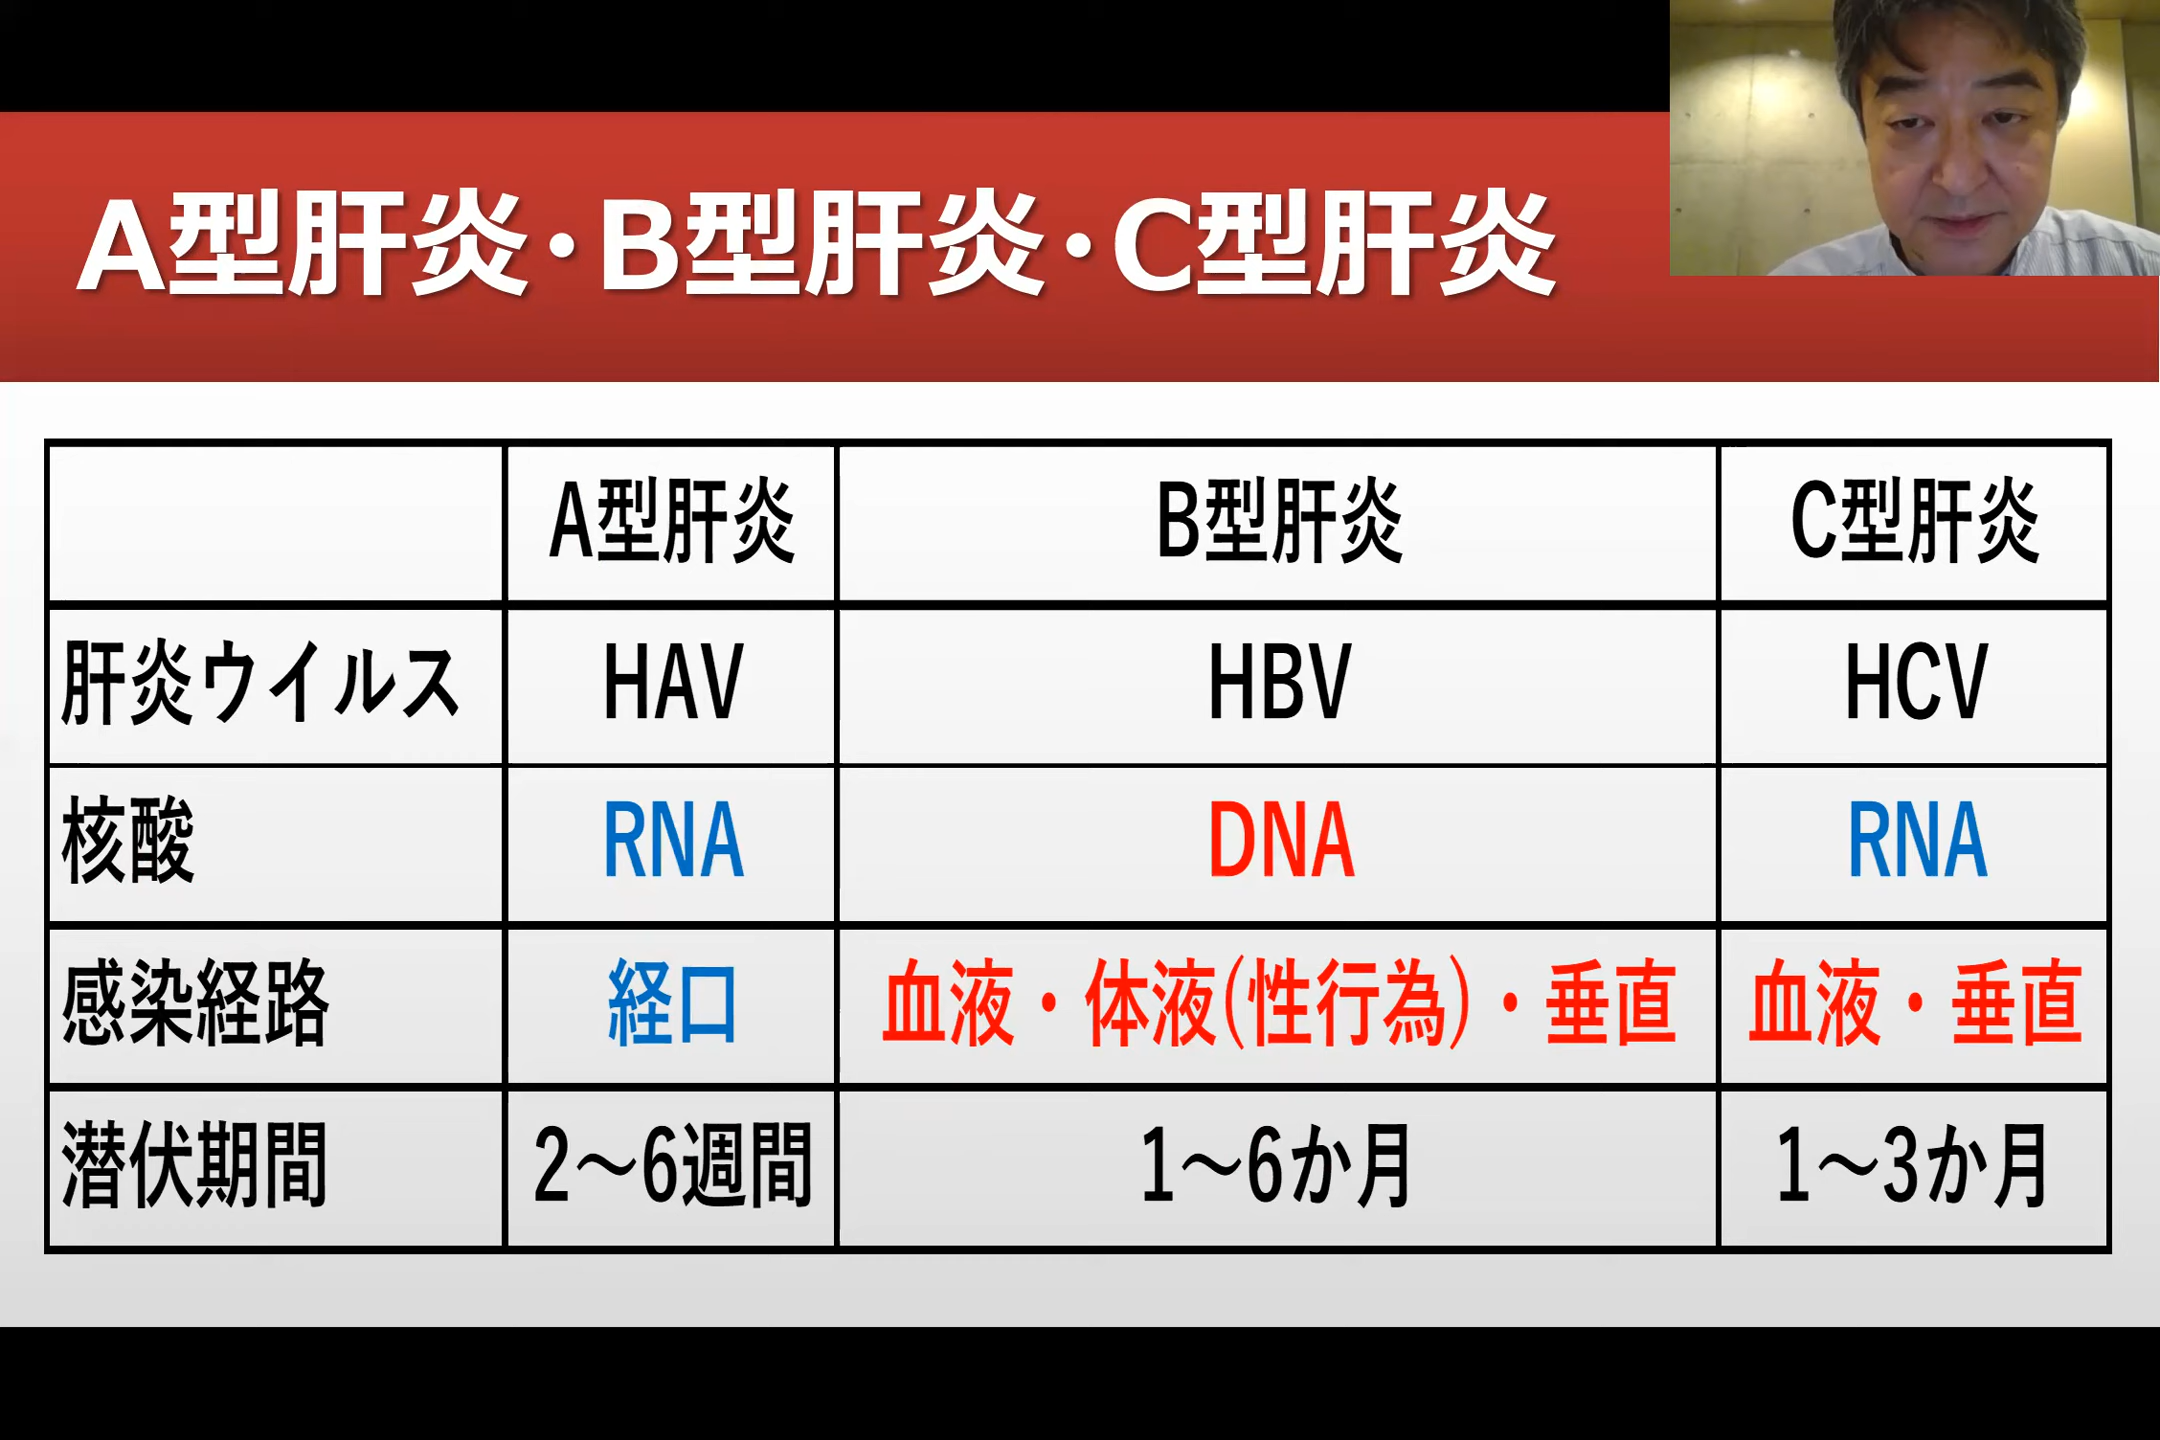 A型肝炎・B型肝炎・C型肝炎
A型肝炎 B型肝炎 C型肝炎
肝炎ウイルス HAV HBV HCV
核酸 RNA DNA RNA
感染経路 経口 血液・体液(性行為)・垂直 血液・垂直
潜伏期間 2～6週間 1～6か月 1～3か月